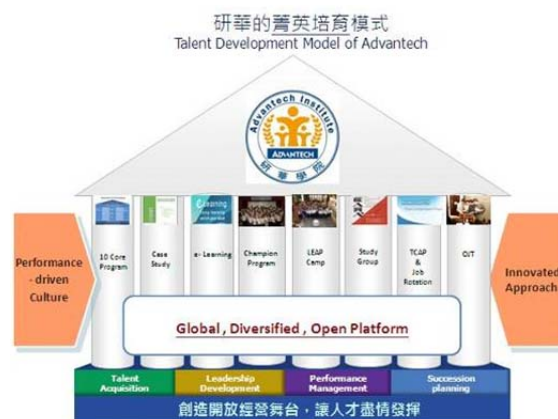 研華的菁英培育模式
Talent Development Model of Advantech
Advantech Institute
ADVANTECH
研華學院
Performance
- driven
Culture
10 Core
Program
Case
Study
e- Learning
Champion
Program
LEAP
Camp
Study
Group
TCAP
&
Job
Rotation
OJT
Innovated
Approach
Global , Diversified , Open Platform
Talent
Acquisition
Leadership
Development
Performance
Management
Succession
planning
創造開放經營舞台，讓人才盡情發揮